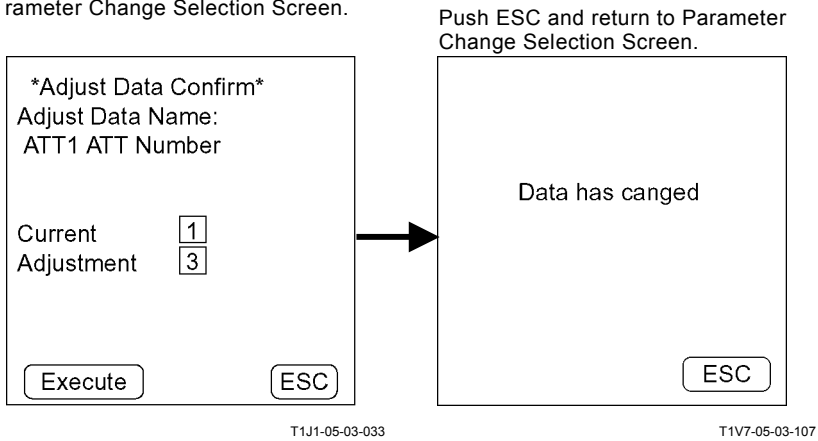 rameter Change Selection Screen.
*Adjust Data Confirm*
Adjust Data Name:
ATT1 ATT Number
Current 1
Adjustment 3
Execute ESC
T1J1-05-03-033
Push ESC and return to Parameter
Change Selection Screen.
Data has canged
ESC
T1V7-05-03-107